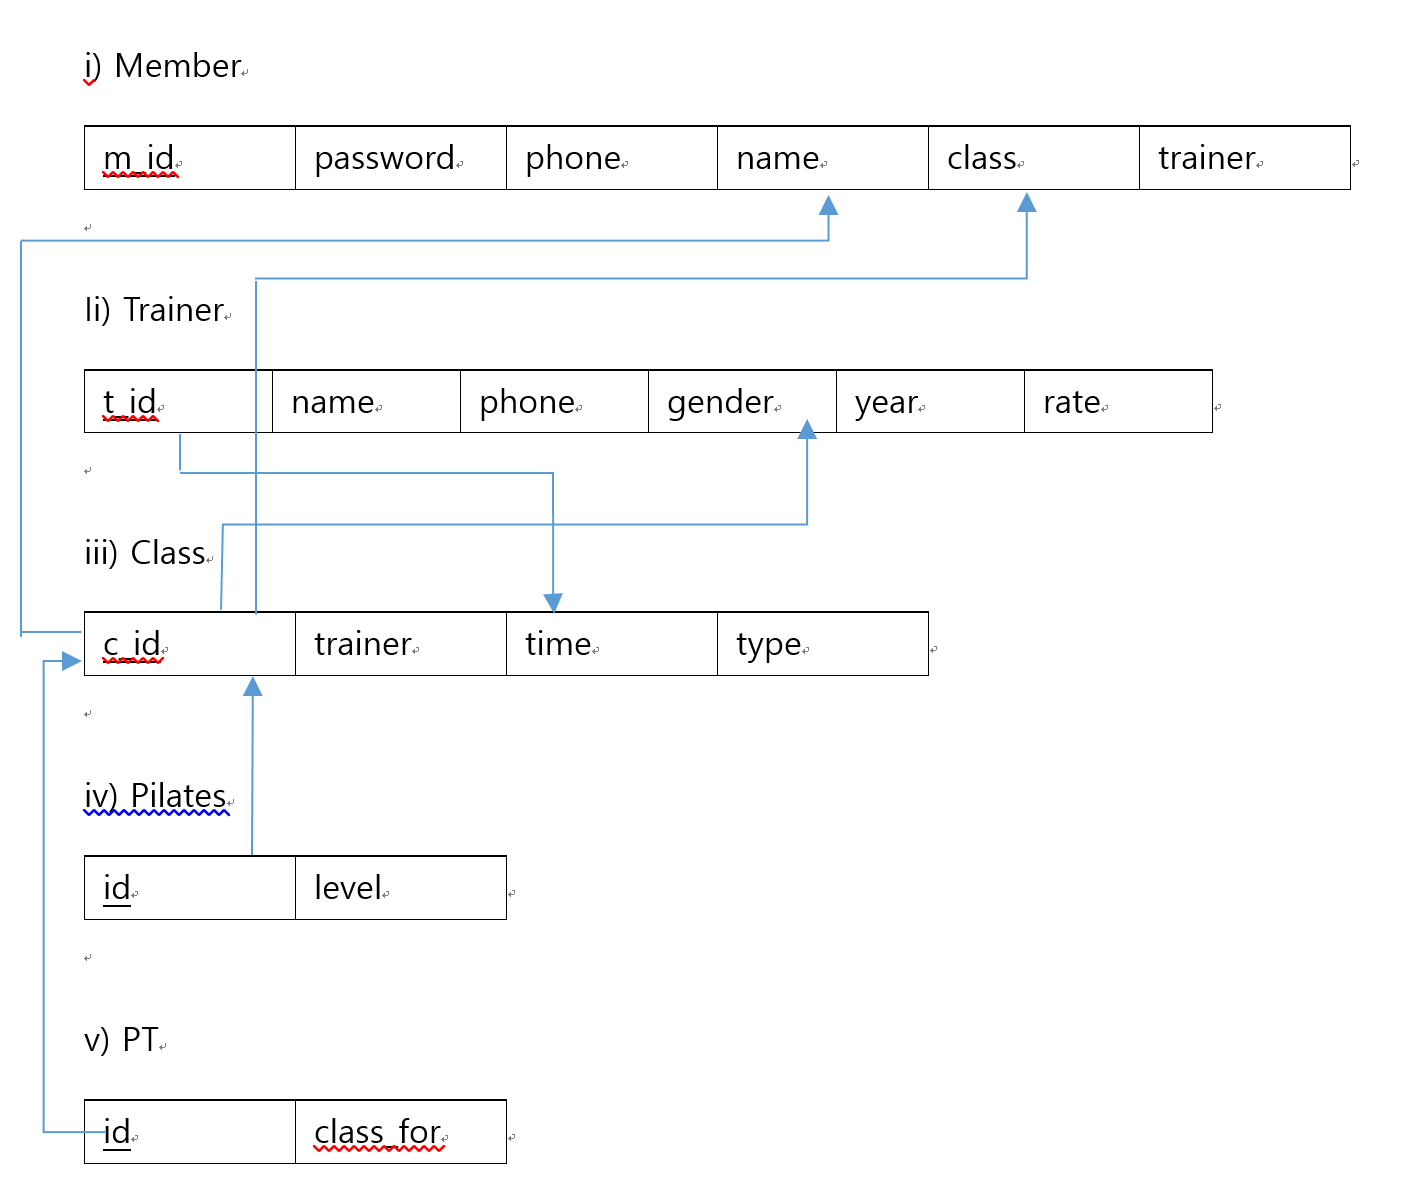 i) Member
m_id password phone name class trainer
Ii) Trainer
t_id name phone gender year rate
iii) Class
c_id trainer time type
iv) Pilates
id level
v) PT
id class_for